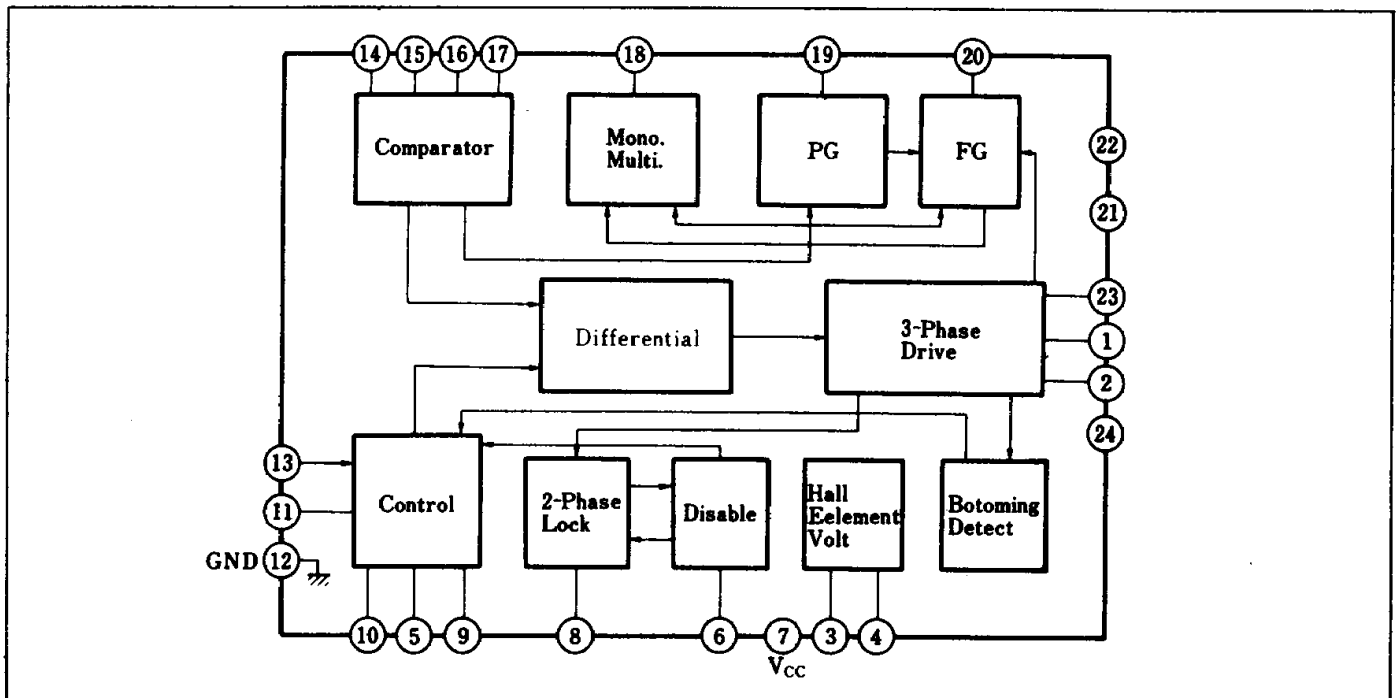 14 15 16 17 18 19 20
Comparator
Mono.
Multi.
PG
FG
22
21
Differential
3-Phase
Drive
23
1
2
24
13
11
GND 12
Control
2-Phase
Lock
Disable
Hall
Eelement
Volt
Botoming
Detect
10 5 9 8 6 7 3 4
VCC